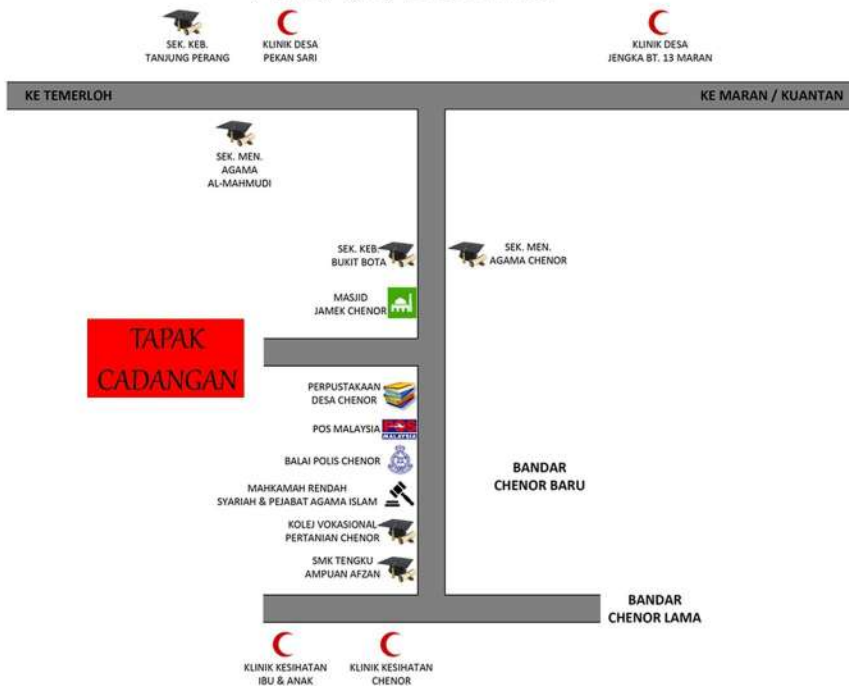 SEK. KEB.
TANJUNG PERANG
KLINIK DESA
PEKAN SARI
KLINIK DESA
JENGKA BT. 13 MARAN
KE TEMERLOH
KE MARAN / KUANTAN
SEK. MEN.
AGAMA
AL-MAHMUDI
SEK. KEB.
BUKIT BOTA
SEK. MEN.
AGAMA CHENOR
MASJID
JAMEK CHENOR
TAPAK
CADANGAN
PERPUSTAKAAN
DESA CHENOR
POS MALAYSIA
POS
MALAYSIA
BALAI POLIS CHENOR
BANDAR
CHENOR BARU
MAHKAMAH RENDAH
SYARIAH & PEJABAT AGAMA ISLAM
KOLEJ VOKASIONAL
PERTANIAN CHENOR
SMK TENGKU
AMPUAN AFZAN
BANDAR
CHENOR LAMA
KLINIK KESIHATAN
IBU & ANAK
KLINIK KESIHATAN
CHENOR